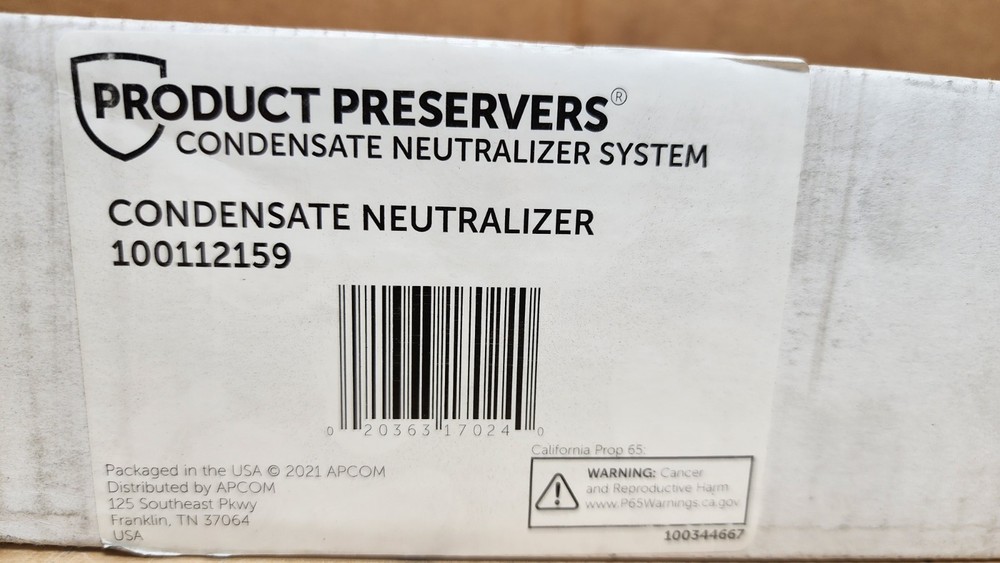 PRODUCT PRESERVERS®
CONDENSATE NEUTRALIZER SYSTEM
CONDENSATE NEUTRALIZER
100112159
0 20363 17024 0
Packaged in the USA © 2021 APCOM
Distributed by APCOM
125 Southeast Pkwy
Franklin, TN 37064
USA
California Prop 65:
WARNING: Cancer
and Reproductive Harm
www.P65Warnings.ca.gov
100344667